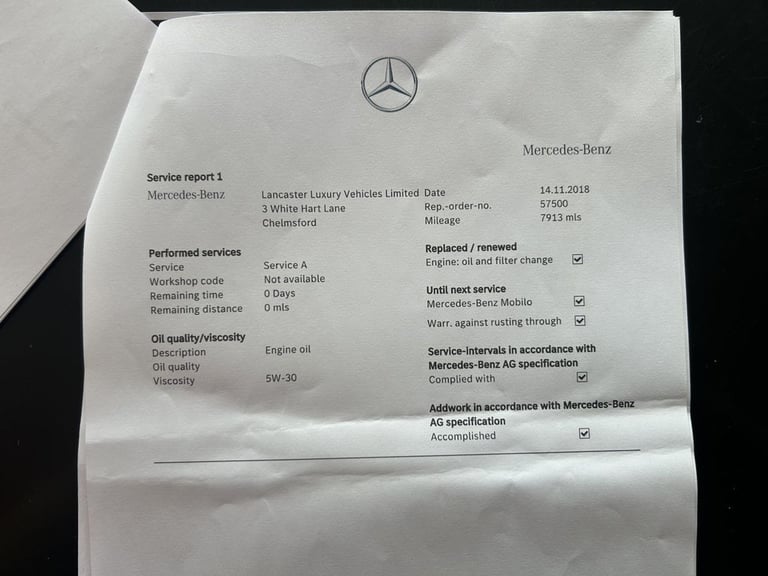 Mercedes-Benz
Service report 1
Mercedes-Benz Lancaster Luxury Vehicles Limited Date 14.11.2018
3 White Hart Lane Rep.-order-no. 57500
Chelmsford Mileage 7913 mls
Performed services
Service Service A
Workshop code Not available
Remaining time 0 Days
Remaining distance 0 mls
Oil quality/viscosity
Description Engine oil
Oil quality
Viscosity 5W-30
Replaced / renewed
Engine: oil and filter change ☑
Until next service
Mercedes-Benz Mobilo ☑
Warr. against rusting through ☑
Service-intervals in accordance with
Mercedes-Benz AG specification
Complied with ☑
Addwork in accordance with Mercedes-Benz
AG specification
Accomplished ☑